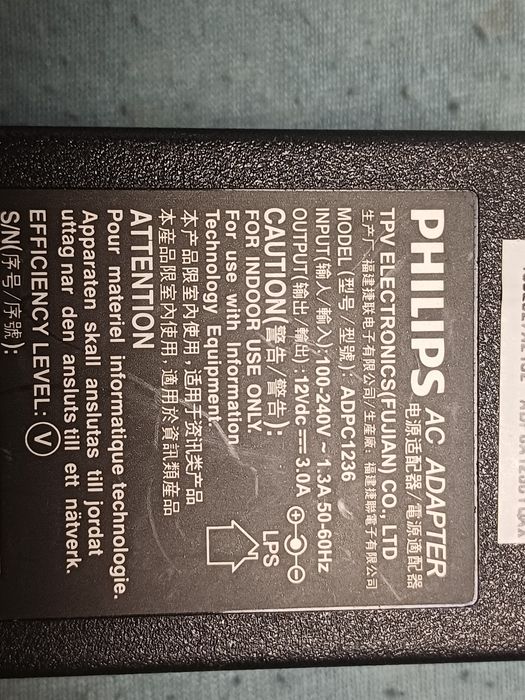 PHILIPS AC ADAPTER
电源适配器/電源適配器
TPV ELECTRONICS(FUJIAN) CO., LTD
生产厂:福建捷联电子有限公司/生產廠:福建捷聯電子有限公司
MODEL(型号/型號): ADPC1236
INPUT(输入/輸入):100-240V~1.3A 50-60Hz
OUTPUT(输出/輸出):12Vdc⎓3.0A
CAUTION(警告/警告):
FOR INDOOR USE ONLY.
For use with Information
Technology Equipment.
LPS
本产品限室内使用,适用于资讯类产品
本產品限室內使用,適用於資訊類產品
ATTENTION
Pour materiel informatique technologie.
Apparaten skall anslutas till jordat
uttag nar den ansluts till ett nätverk.
EFFICIENCY LEVEL: V
S/N(序号/序號):